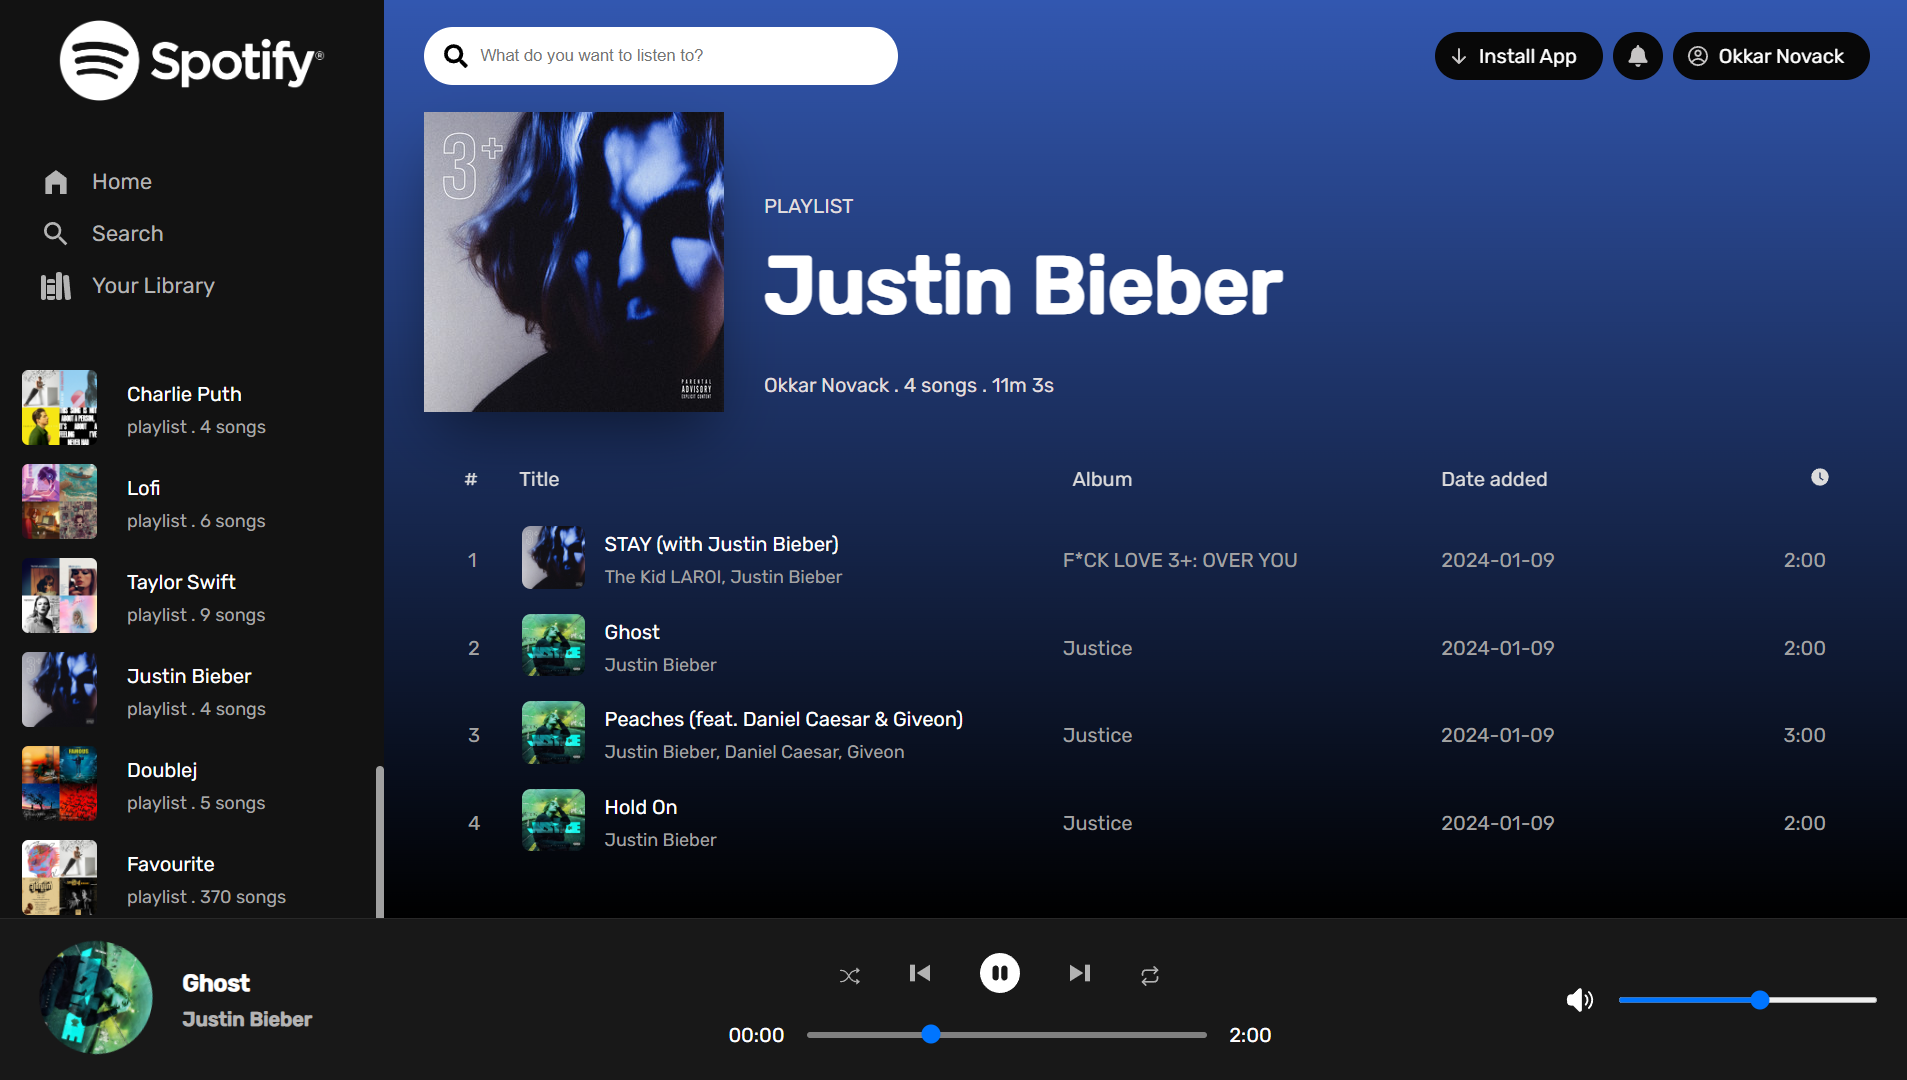 Spotify®
Home
Search
Your Library
Charlie Puth
playlist . 4 songs
Lofi
playlist . 6 songs
Taylor Swift
playlist . 9 songs
Justin Bieber
playlist . 4 songs
Doublej
playlist . 5 songs
Favourite
playlist . 370 songs
What do you want to listen to?
Install App
Okkar Novack
3+
PARENTAL
ADVISORY
EXPLICIT CONTENT
PLAYLIST
Justin Bieber
Okkar Novack . 4 songs . 11m 3s
# Title Album Date added
1 STAY (with Justin Bieber) F*CK LOVE 3+: OVER YOU 2024-01-09 2:00
The Kid LAROI, Justin Bieber
2 Ghost Justice 2024-01-09 2:00
Justin Bieber
3 Peaches (feat. Daniel Caesar & Giveon) Justice 2024-01-09 3:00
Justin Bieber, Daniel Caesar, Giveon
4 Hold On Justice 2024-01-09 2:00
Justin Bieber
Ghost
Justin Bieber
00:00 2:00